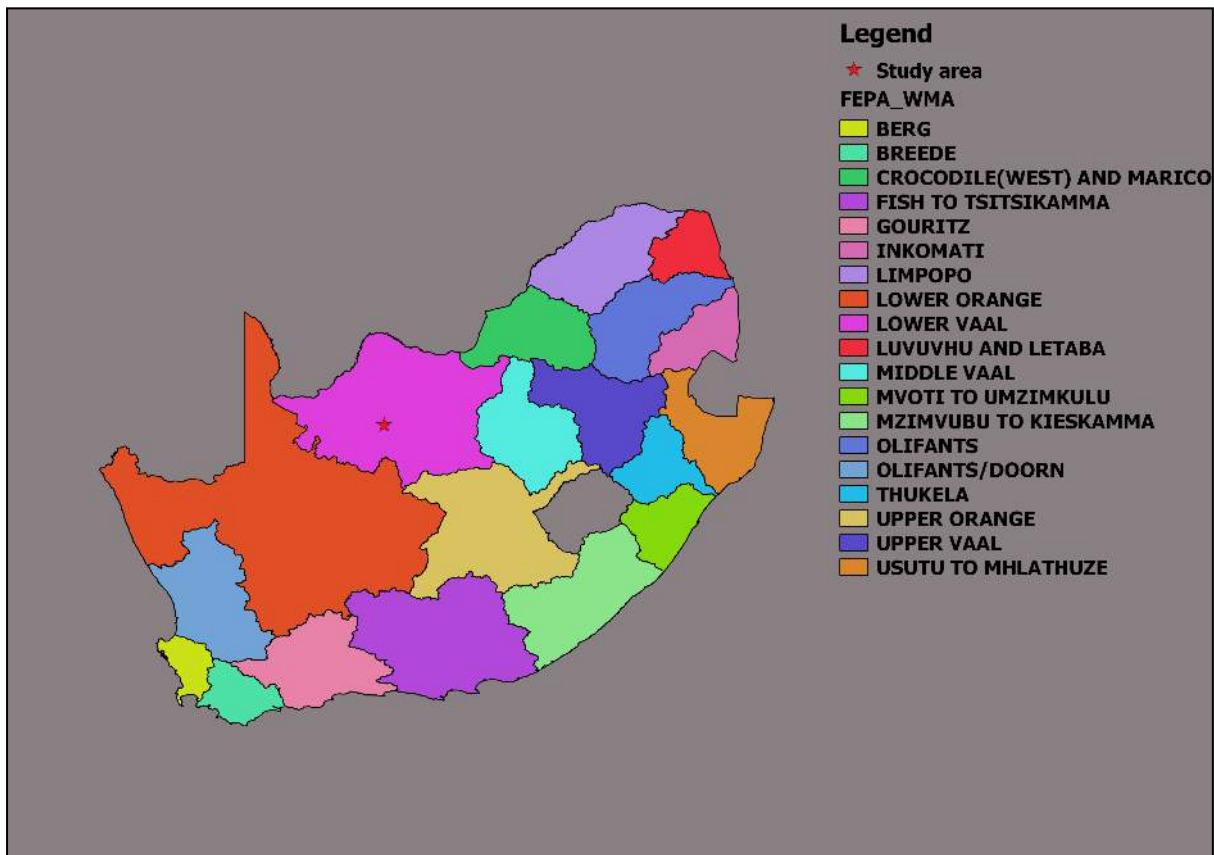 Legend
Study area
FEPA_WMA
BERG
BREEDE
CROCODILE(WEST) AND MARICO
FISH TO TSITSIKAMMA
GOURITZ
INKOMATI
LIMPOPO
LOWER ORANGE
LOWER VAAL
LUVUVHU AND LETABA
MIDDLE VAAL
MVOTI TO UMZIMKULU
MZIMVUBU TO KIESKAMMA
OLIFANTS
OLIFANTS/DOORN
THUKELA
UPPER ORANGE
UPPER VAAL
USUTU TO MHLATHUZE